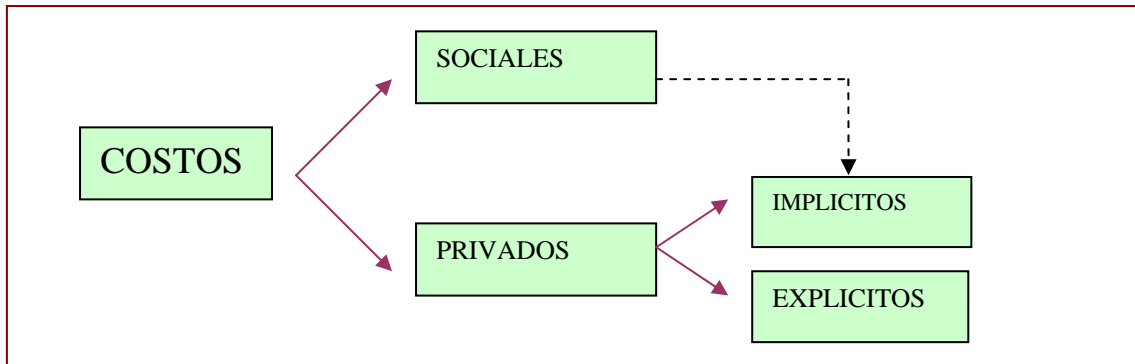 SOCIALES
COSTOS
IMPLICITOS
PRIVADOS
EXPLICITOS